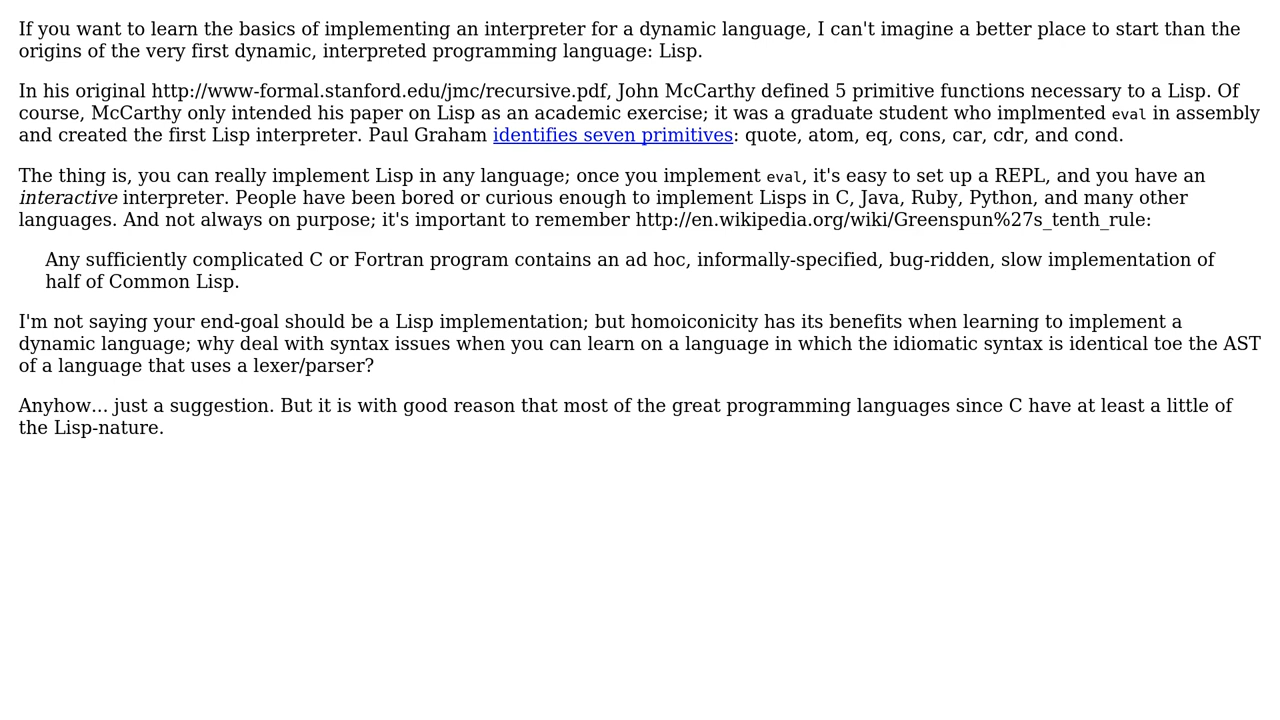 If you want to learn the basics of implementing an interpreter for a dynamic language, I can't imagine a better place to start than the
origins of the very first dynamic, interpreted programming language: Lisp.
In his original http://www-formal.stanford.edu/jmc/recursive.pdf, John McCarthy defined 5 primitive functions necessary to a Lisp. Of
course, McCarthy only intended his paper on Lisp as an academic exercise; it was a graduate student who implmented eval in assembly
and created the first Lisp interpreter. Paul Graham identifies seven primitives: quote, atom, eq, cons, car, cdr, and cond.
The thing is, you can really implement Lisp in any language; once you implement eval, it's easy to set up a REPL, and you have an
interactive interpreter. People have been bored or curious enough to implement Lisps in C, Java, Ruby, Python, and many other
languages. And not always on purpose; it's important to remember http://en.wikipedia.org/wiki/Greenspun%27s_tenth_rule:
Any sufficiently complicated C or Fortran program contains an ad hoc, informally-specified, bug-ridden, slow implementation of
half of Common Lisp.
I'm not saying your end-goal should be a Lisp implementation; but homoiconicity has its benefits when learning to implement a
dynamic language; why deal with syntax issues when you can learn on a language in which the idiomatic syntax is identical toe the AST
of a language that uses a lexer/parser?
Anyhow... just a suggestion. But it is with good reason that most of the great programming languages since C have at least a little of
the Lisp-nature.